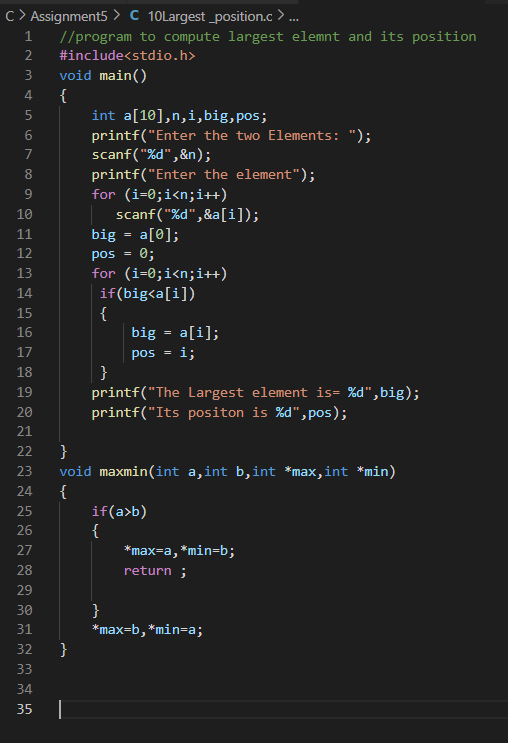 C > Assignment5 > C 10Largest _position.c > ...
1 //program to compute largest elemnt and its position
2 #include<stdio.h>
3 void main()
4 {
5 int a[10],n,i,big,pos;
6 printf("Enter the two Elements: ");
7 scanf("%d",&n);
8 printf("Enter the element");
9 for (i=0;i<n;i++)
10 scanf("%d",&a[i]);
11 big = a[0];
12 pos = 0;
13 for (i=0;i<n;i++)
14 if(big<a[i])
15 {
16 big = a[i];
17 pos = i;
18 }
19 printf("The Largest element is= %d",big);
20 printf("Its positon is %d",pos);
21
22 }
23 void maxmin(int a,int b,int *max,int *min)
24 {
25 if(a>b)
26 {
27 *max=a,*min=b;
28 return ;
29
30 }
31 *max=b,*min=a;
32 }
33
34
35